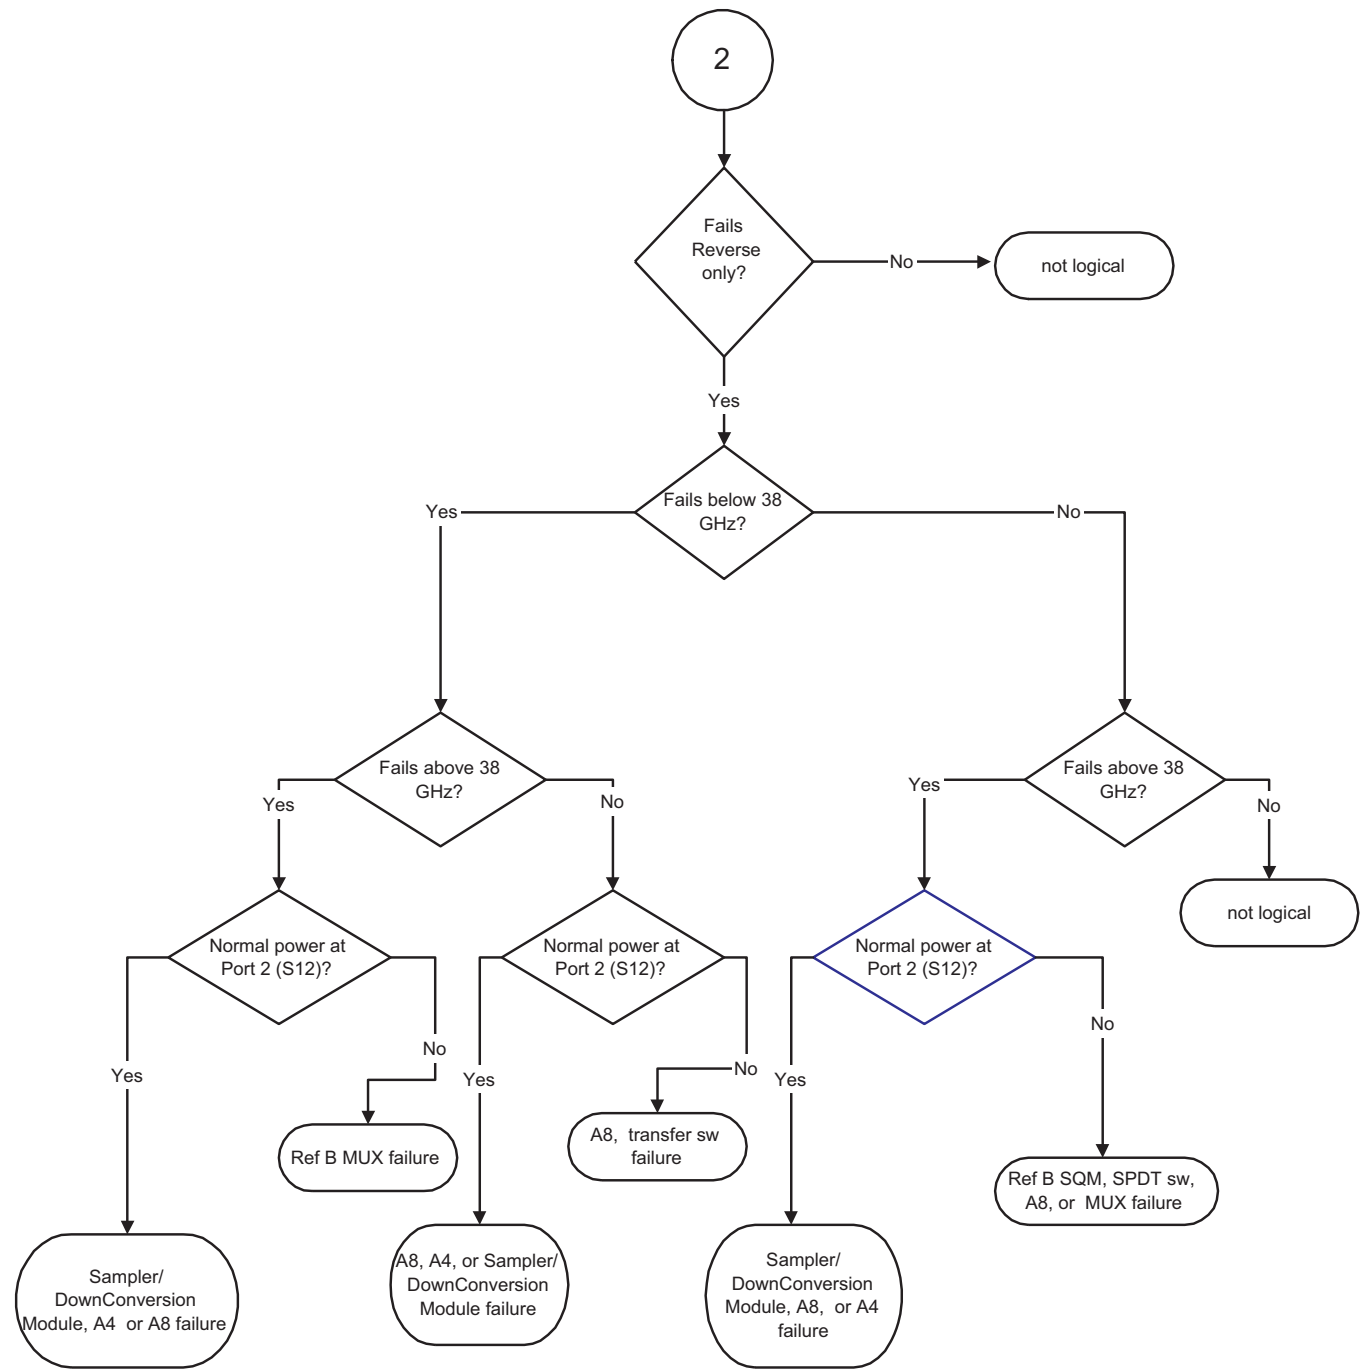 2
Fails
Reverse
only?
No
not logical
Yes
Fails below 38
GHz?
Yes
No
Fails above 38
GHz?
Yes
No
Fails above 38
GHz?
Yes
No
not logical
Normal power at
Port 2 (S12)?
Yes
No
Normal power at
Port 2 (S12)?
Yes
No
Normal power at
Port 2 (S12)?
Yes
No
Ref B MUX failure
A8, transfer sw
failure
Ref B SQM, SPDT sw,
A8, or MUX failure
Sampler/
DownConversion
Module, A4 or A8 failure
A8, A4, or Sampler/
DownConversion
Module failure
Sampler/
DownConversion
Module, A8, or A4
failure